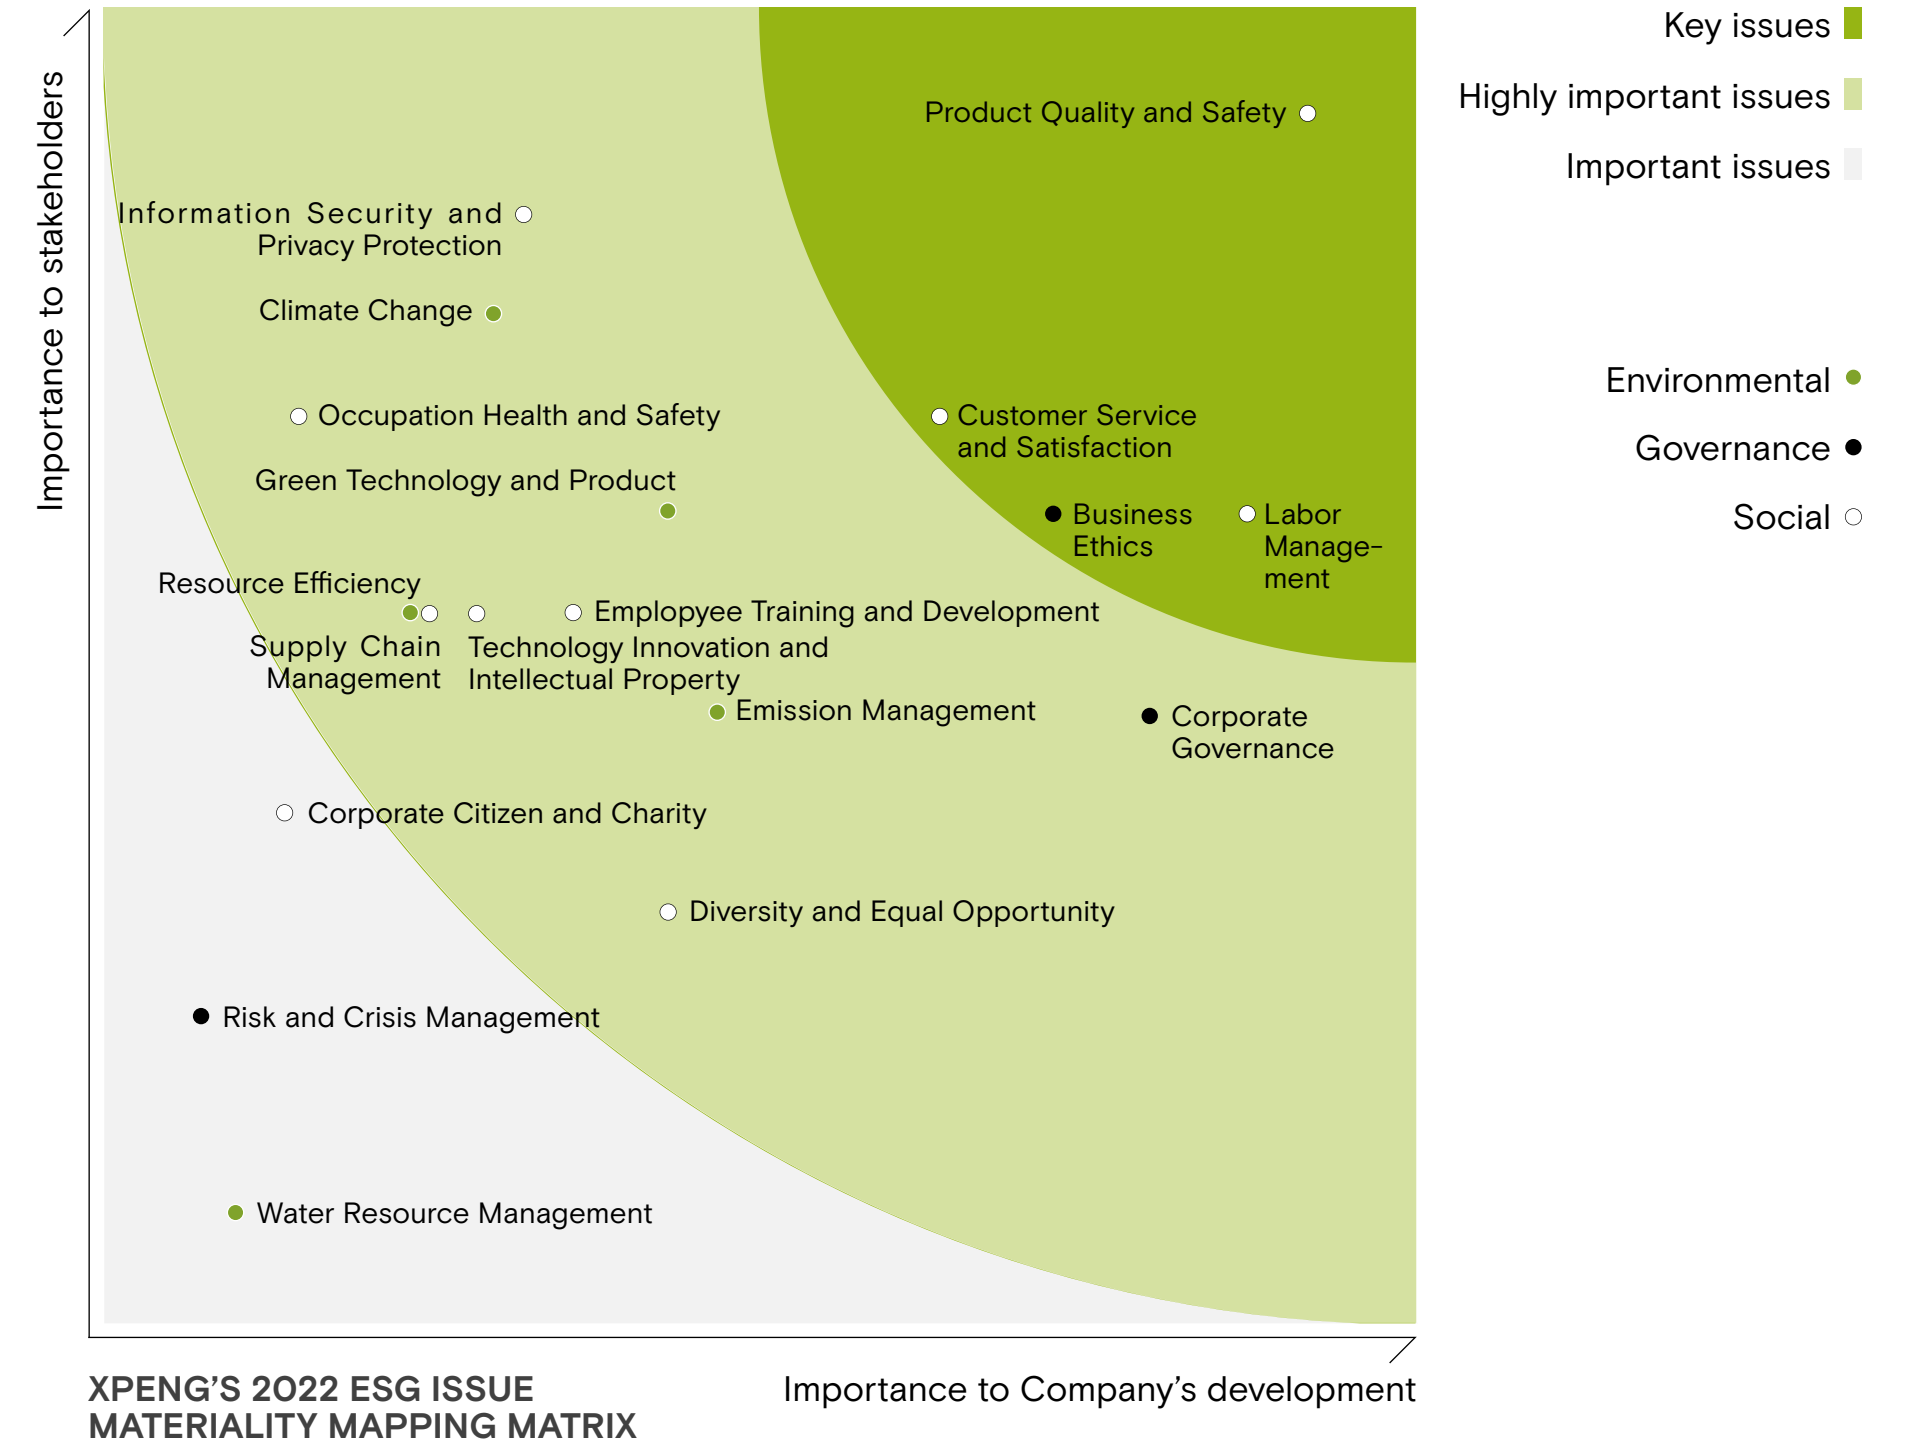 Importance to stakeholders
Key issues
Highly important issues
Important issues
Product Quality and Safety
Information Security and
Privacy Protection
Climate Change
Environmental
Governance
Social
Occupation Health and Safety
Customer Service
and Satisfaction
Green Technology and Product
Business
Ethics
Labor
Manage-
ment
Resource Efficiency
Emplopyee Training and Development
Supply Chain
Management
Technology Innovation and
Intellectual Property
Emission Management
Corporate
Governance
Corporate Citizen and Charity
Diversity and Equal Opportunity
Risk and Crisis Management
Water Resource Management
XPENG’S 2022 ESG ISSUE
MATERIALITY MAPPING MATRIX
Importance to Company’s development